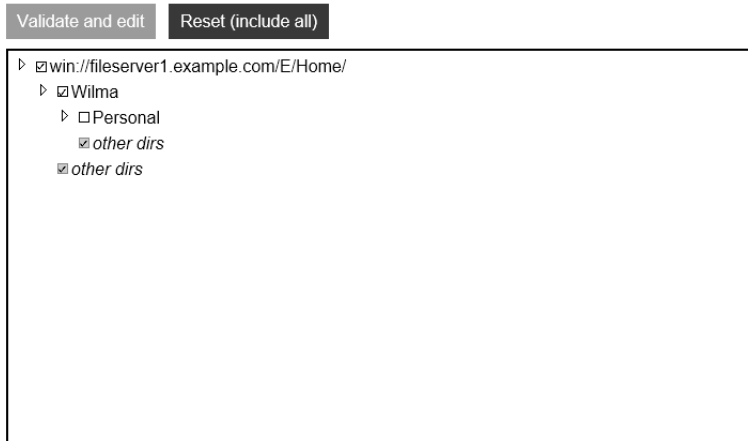 Validate and edit Reset (include all)
win://fileserver1.example.com/E/Home/
Wilma
Personal
other dirs
other dirs